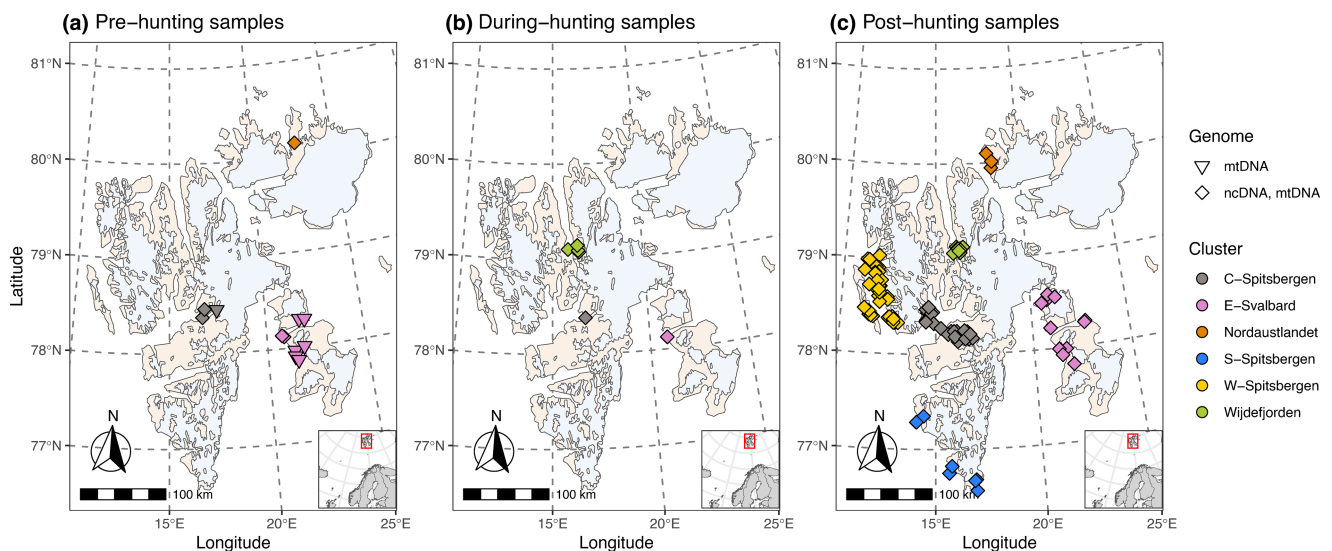 (a) Pre−hunting samples
(b) During−hunting samples
(c) Post−hunting samples
81°N
80°N
79°N
78°N
77°N
Latitude
N
100 km
15°E
20°E
25°E
Longitude
N
100 km
15°E
20°E
25°E
Longitude
N
100 km
15°E
20°E
25°E
Longitude
81°N
80°N
79°N
78°N
77°N
81°N
80°N
79°N
78°N
77°N
Genome
mtDNA
ncDNA, mtDNA
Cluster
C−Spitsbergen
E−Svalbard
Nordaustlandet
S−Spitsbergen
W−Spitsbergen
Wijdefjorden